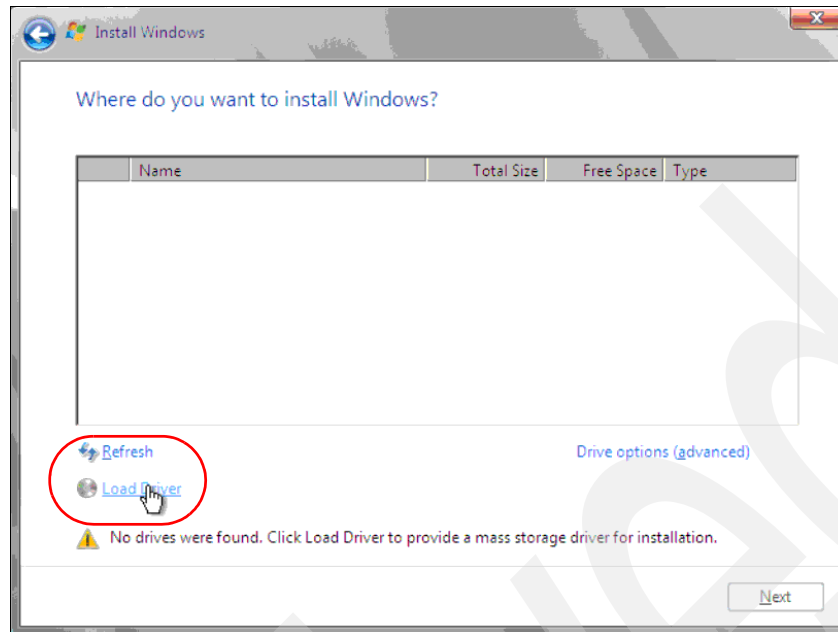 Install Windows
Where do you want to install Windows?
Name Total Size Free Space Type
Refresh Drive options (advanced)
Load Driver
No drives were found. Click Load Driver to provide a mass storage driver for installation.
Next